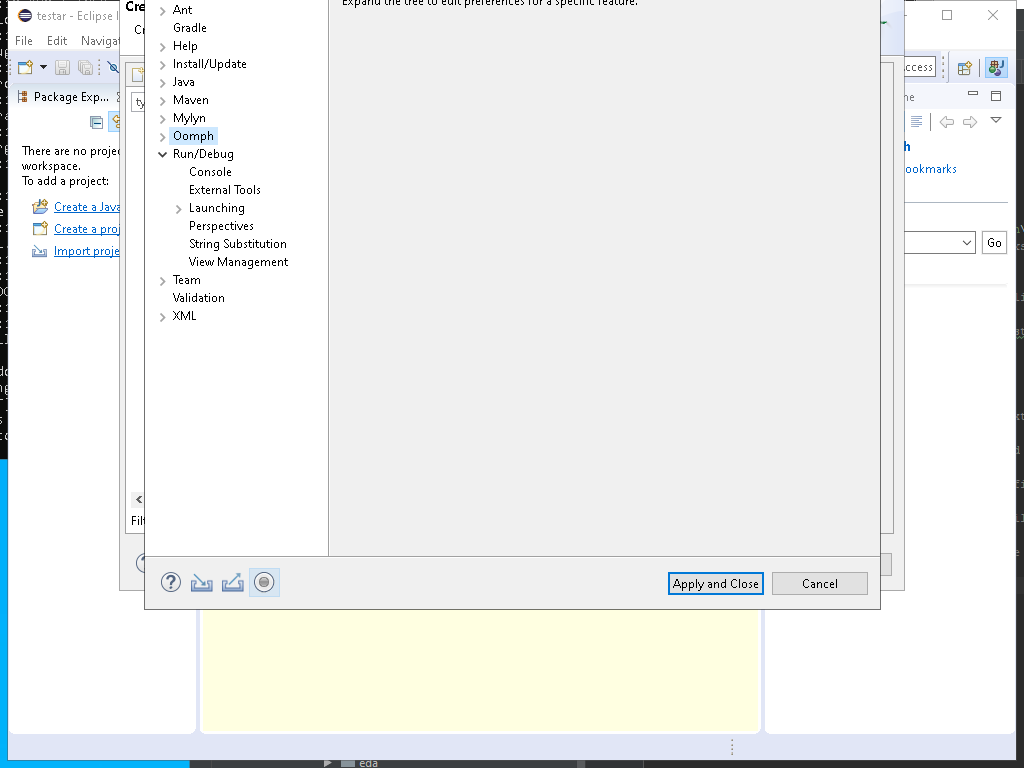 testar - Eclipse I
File Edit Navigat
Package Exp...
There are no proje
workspace.
To add a project:
Create a Java
Create a proj
Import proje
Cre
Cr
ty
Filt
Expand the tree to edit preferences for a specific feature.
Ant
Gradle
Help
Install/Update
Java
Maven
Mylyn
Oomph
Run/Debug
Console
External Tools
Launching
Perspectives
String Substitution
View Management
Team
Validation
XML
Apply and Close
Cancel
ccess
ne
h
ookmarks
Go
eda